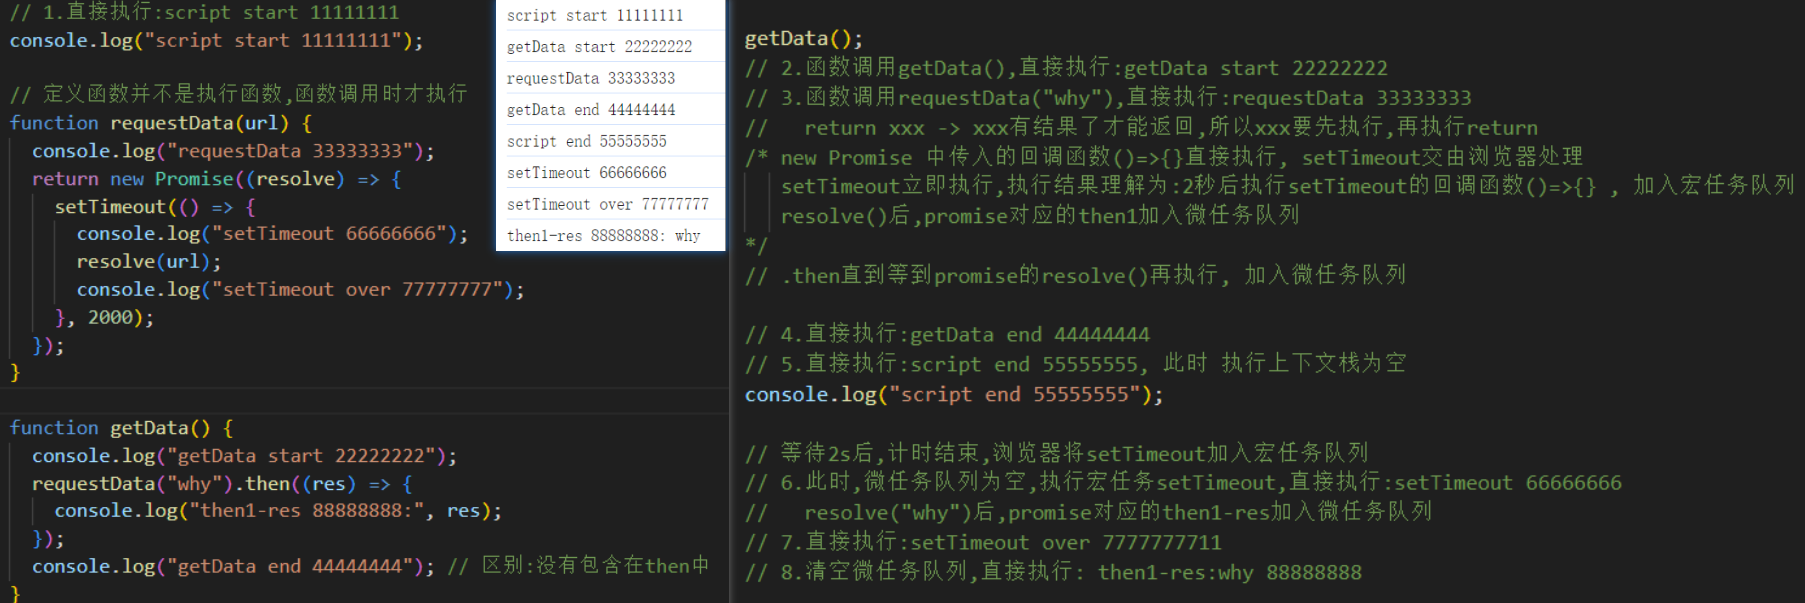 // 1.直接执行:script start 11111111
console.log("script start 11111111");
// 定义函数并不是执行函数,函数调用时才执行
function requestData(url) {
console.log("requestData 33333333");
return new Promise((resolve) => {
setTimeout(() => {
console.log("setTimeout 66666666");
resolve(url);
console.log("setTimeout over 77777777");
}, 2000);
});
}
function getData() {
console.log("getData start 22222222");
requestData("why").then((res) => {
console.log("then1-res 88888888:", res);
});
console.log("getData end 44444444"); // 区别:没有包含在then中
}
script start 11111111
getData start 22222222
requestData 33333333
getData end 44444444
script end 55555555
setTimeout 66666666
setTimeout over 77777777
then1-res 88888888: why
getData();
// 2.函数调用getData(),直接执行:getData start 22222222
// 3.函数调用requestData("why"),直接执行:requestData 33333333
// return xxx -> xxx有结果了才能返回,所以xxx要先执行,再执行return
/* new Promise 中传入的回调函数()=>{}直接执行, setTimeout交由浏览器处理
setTimeout立即执行,执行结果理解为:2秒后执行setTimeout的回调函数()=>{} , 加入宏任务队列
resolve()后,promise对应的then1加入微任务队列
*/
// .then直到等到promise的resolve()再执行, 加入微任务队列
// 4.直接执行:getData end 44444444
// 5.直接执行:script end 55555555, 此时 执行上下文栈为空
console.log("script end 55555555");
// 等待2s后,计时结束,浏览器将setTimeout加入宏任务队列
// 6.此时,微任务队列为空,执行宏任务setTimeout,直接执行:setTimeout 66666666
// resolve("why")后,promise对应的then1-res加入微任务队列
// 7.直接执行:setTimeout over 7777777711
// 8.清空微任务队列,直接执行: then1-res:why 88888888